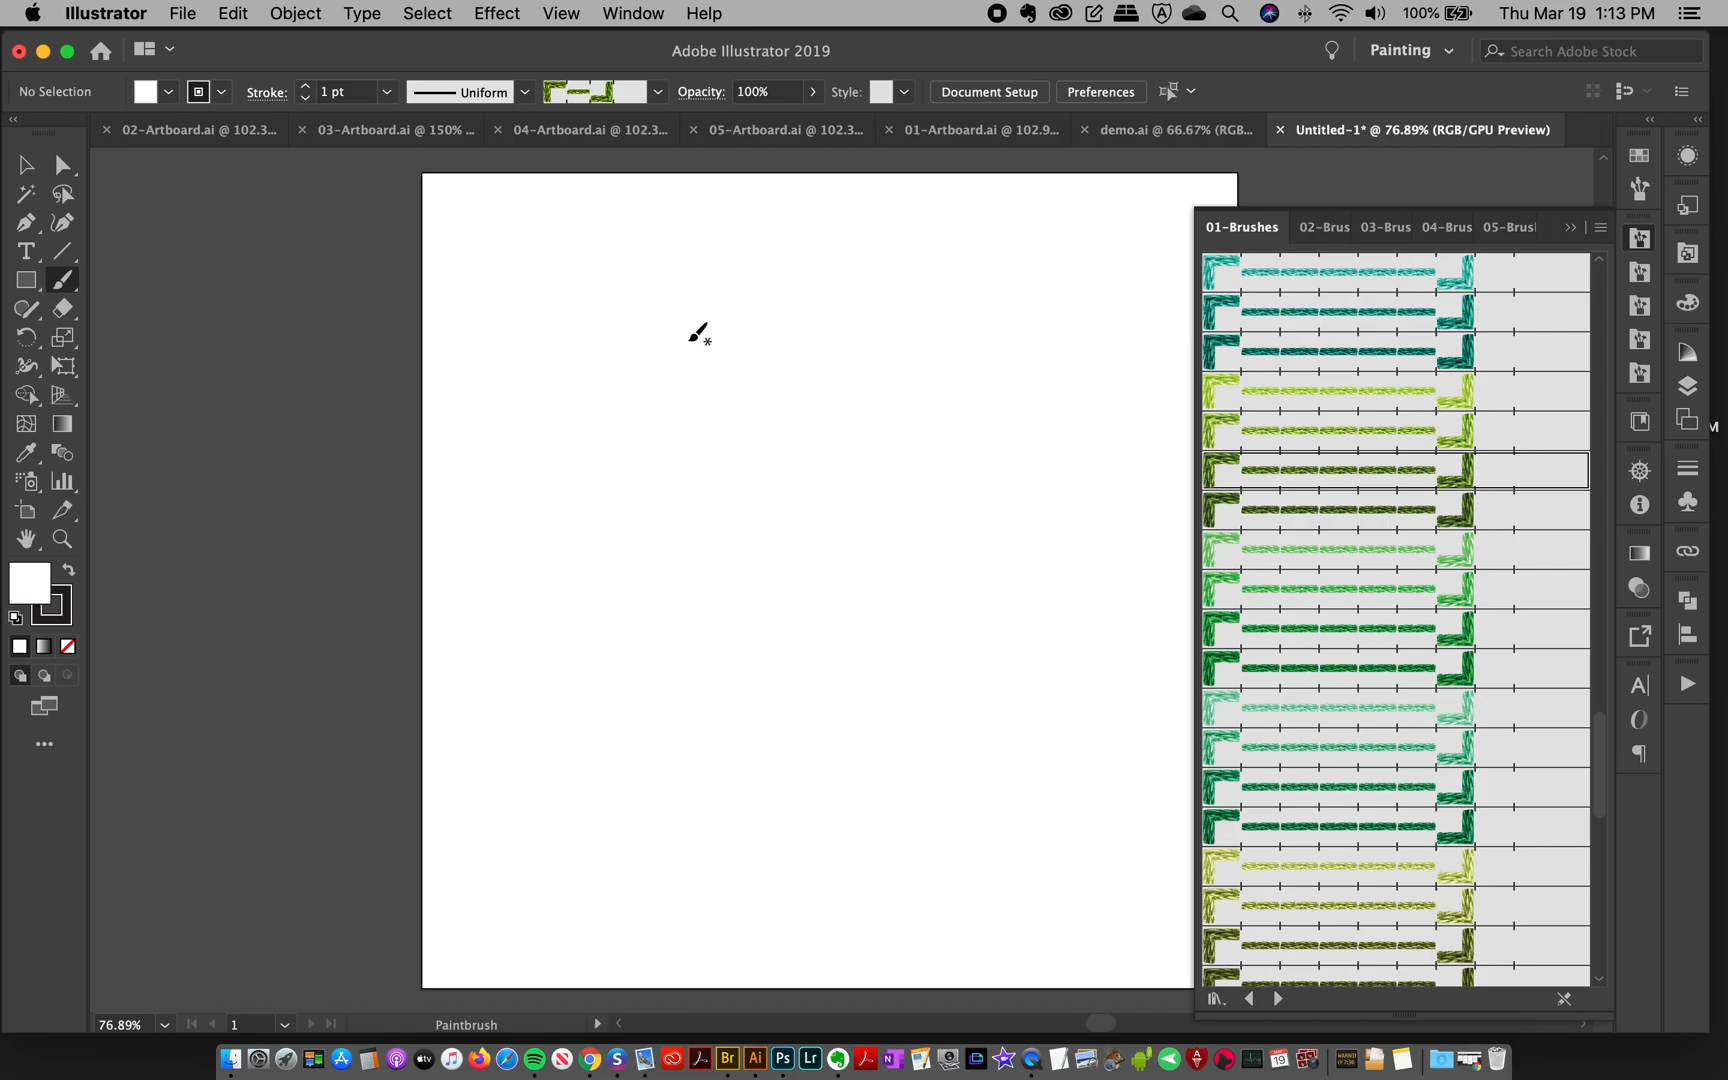 Illustrator File Edit Object Type Select Effect View Window Help
100% Thu Mar 19 1:13 PM
Adobe Illustrator 2019
Painting
Search Adobe Stock
No Selection
Stroke: 1 pt
Uniform
Opacity: 100%
Style:
Document Setup
Preferences
02-Artboard.ai @ 102.3...
03-Artboard.ai @ 150% ...
04-Artboard.ai @ 102.3...
05-Artboard.ai @ 102.3...
01-Artboard.ai @ 102.9...
demo.ai @ 66.67% (RGB...
Untitled-1* @ 76.89% (RGB/GPU Preview)
01-Brushes 02-Brus 03-Brus 04-Brus 05-Brus
M
76.89%
1
Paintbrush